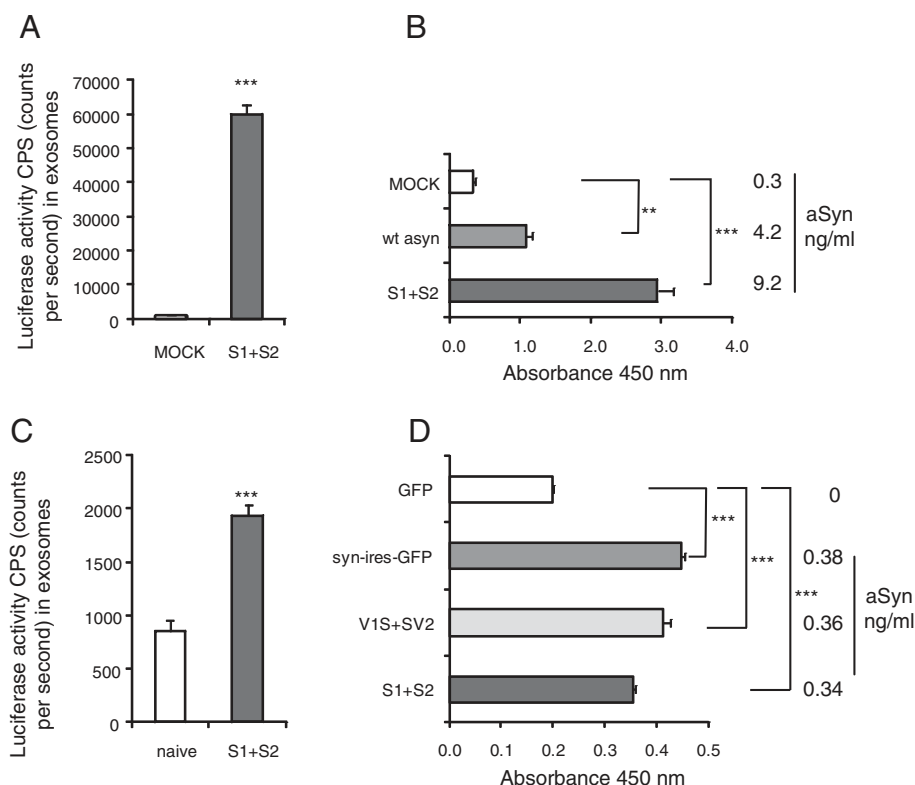 A
Luciferase activity CPS (counts
per second) in exosomes
70000
60000
50000
40000
30000
20000
10000
0
***
MOCK S1+S2
B
MOCK
wt asyn
S1+S2
**
***
0.3
4.2
9.2
aSyn
ng/ml
0.0 1.0 2.0 3.0 4.0
Absorbance 450 nm
C
Luciferase activity CPS (counts
per second) in exosomes
2500
2000
1500
1000
500
0
***
naive S1+S2
D
GFP
syn-ires-GFP
V1S+SV2
S1+S2
***
***
***
0
0.38
0.36
0.34
aSyn
ng/ml
0.0 0.1 0.2 0.3 0.4 0.5
Absorbance 450 nm